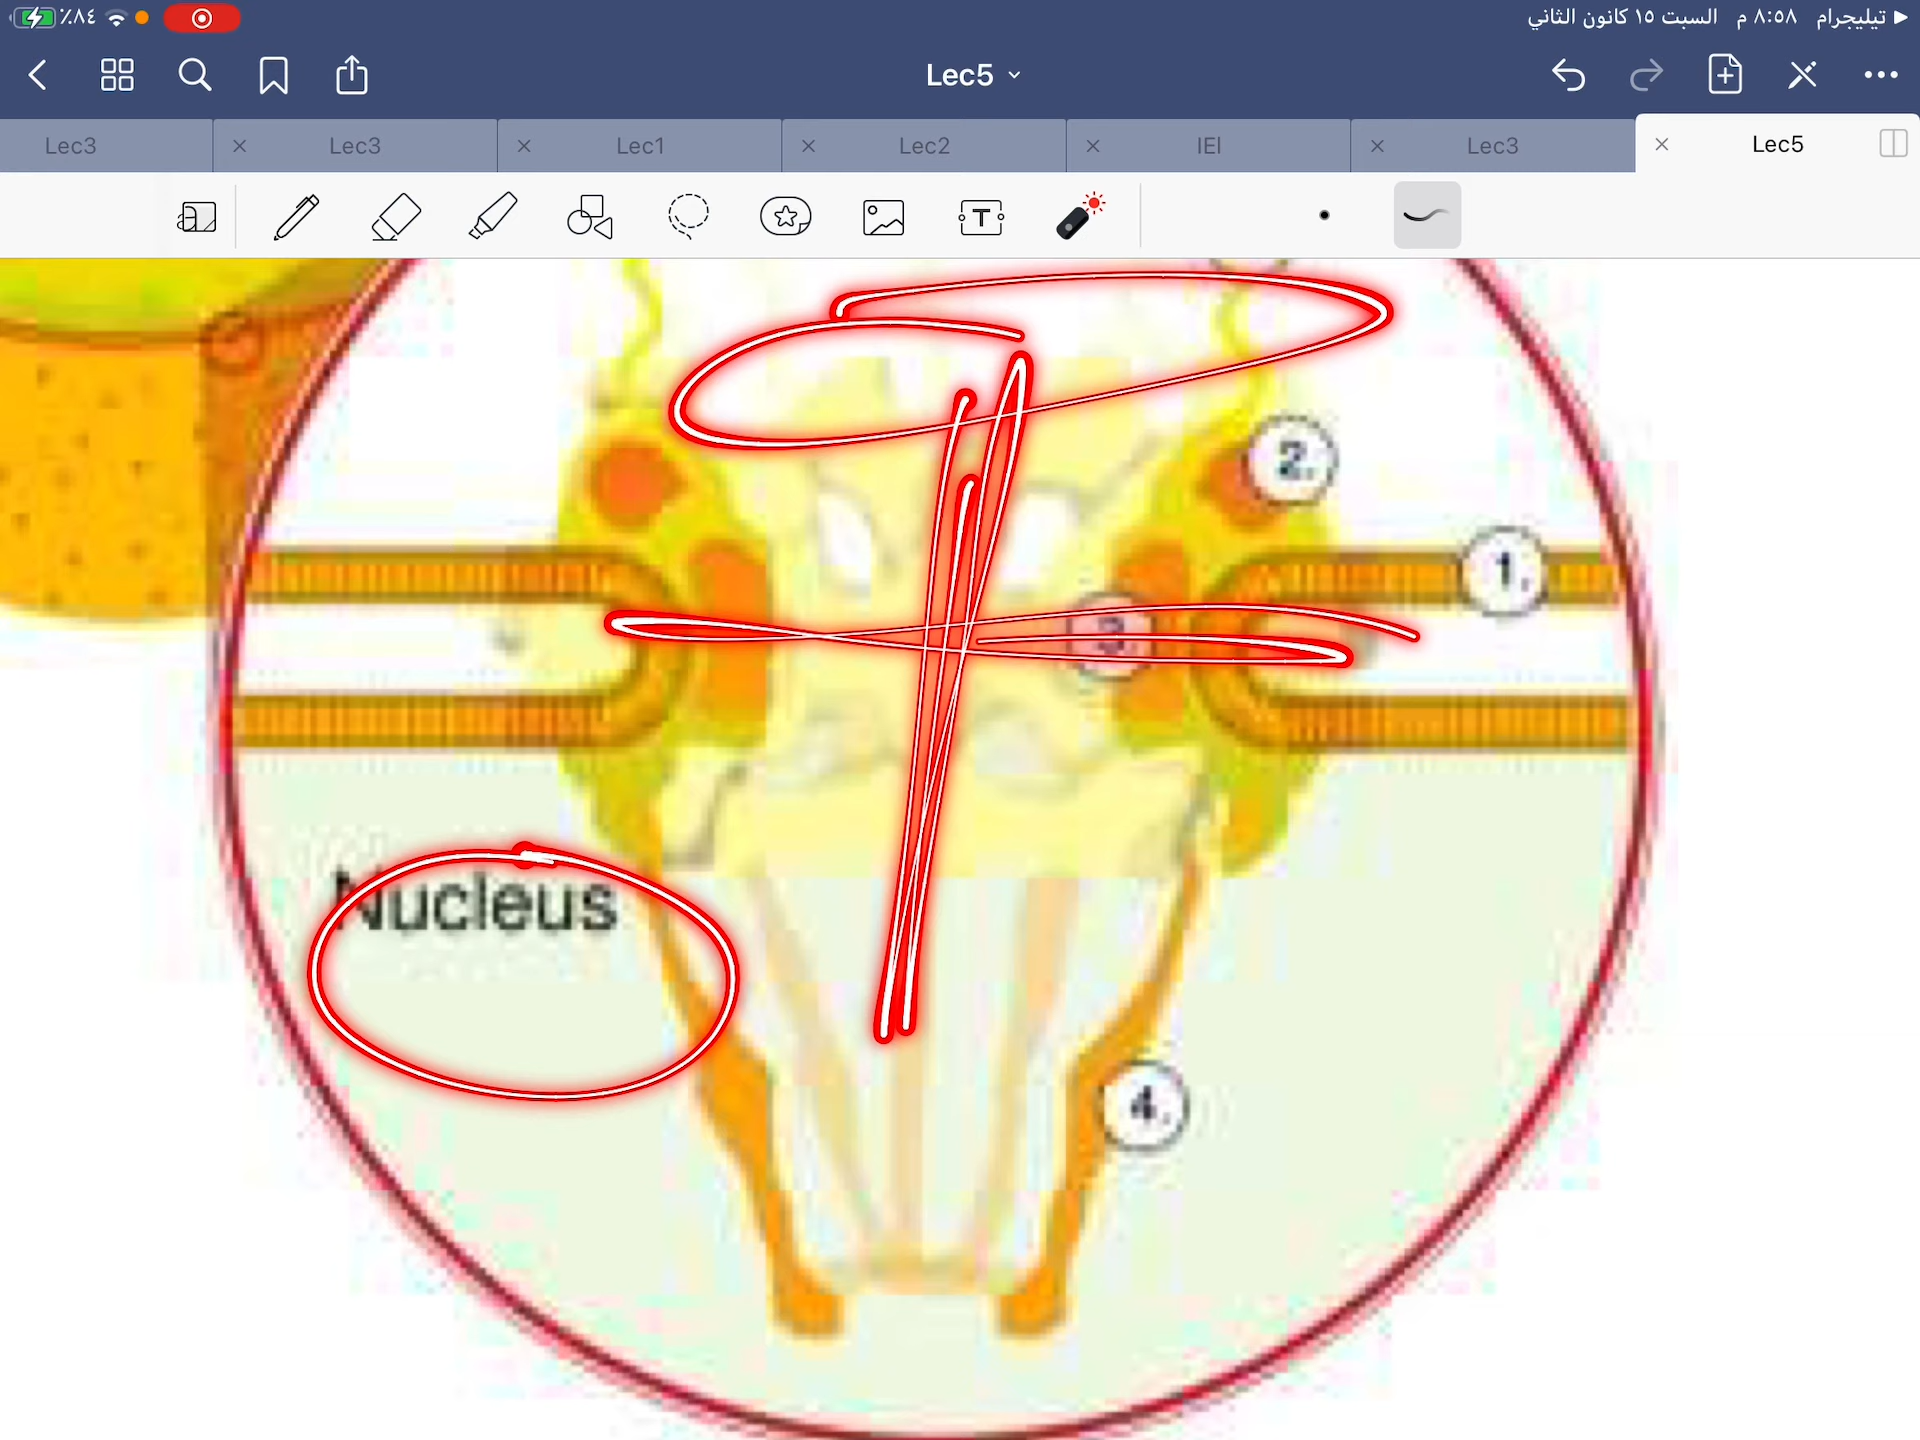 ٪٨٤
◀ تيليجرام ٨:٥٨ م السبت ١٥ كانون الثاني
Lec5
Lec3
Lec3
Lec1
Lec2
IEI
Lec3
Lec5
a
T
2.
1.
3
Nucleus
4.